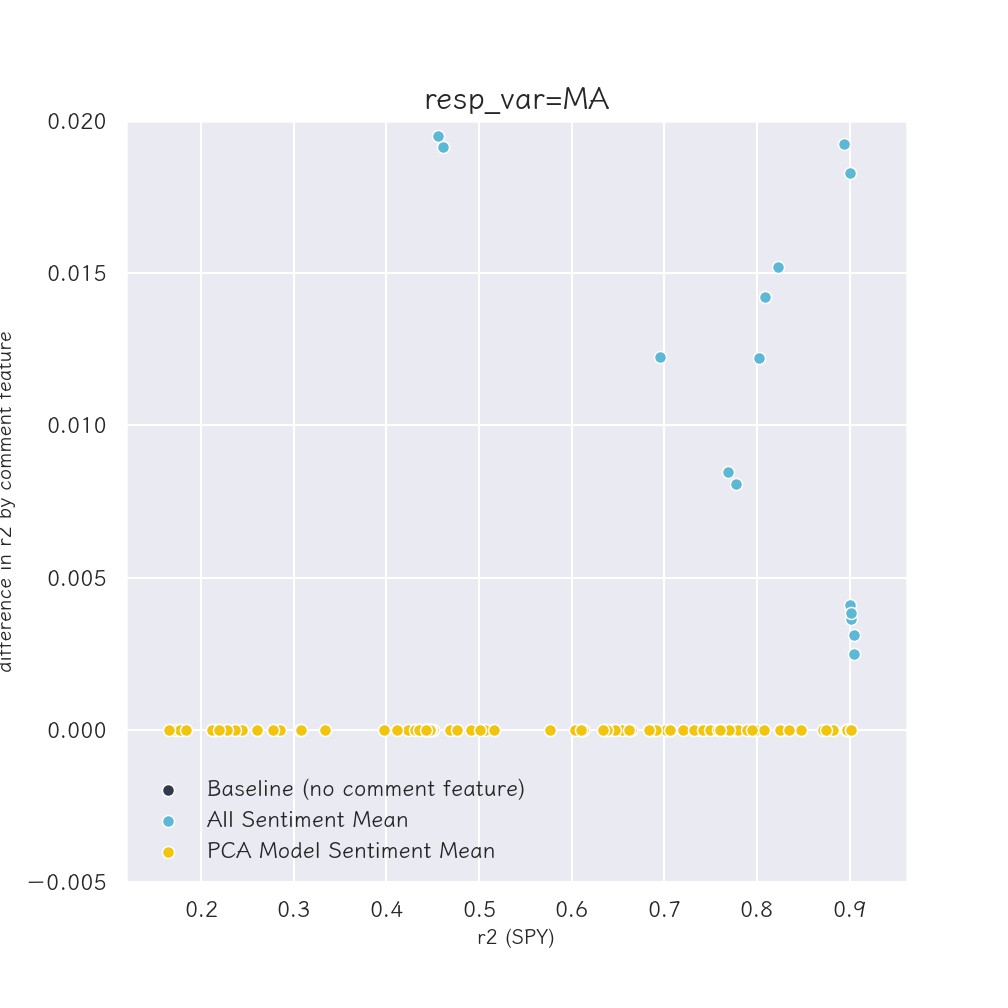 resp_var=MA
0.020
0.015
0.010
0.005
0.000
−0.005
difference in r2 by comment feature
Baseline (no comment feature)
All Sentiment Mean
PCA Model Sentiment Mean
0.2 0.3 0.4 0.5 0.6 0.7 0.8 0.9
r2 (SPY)